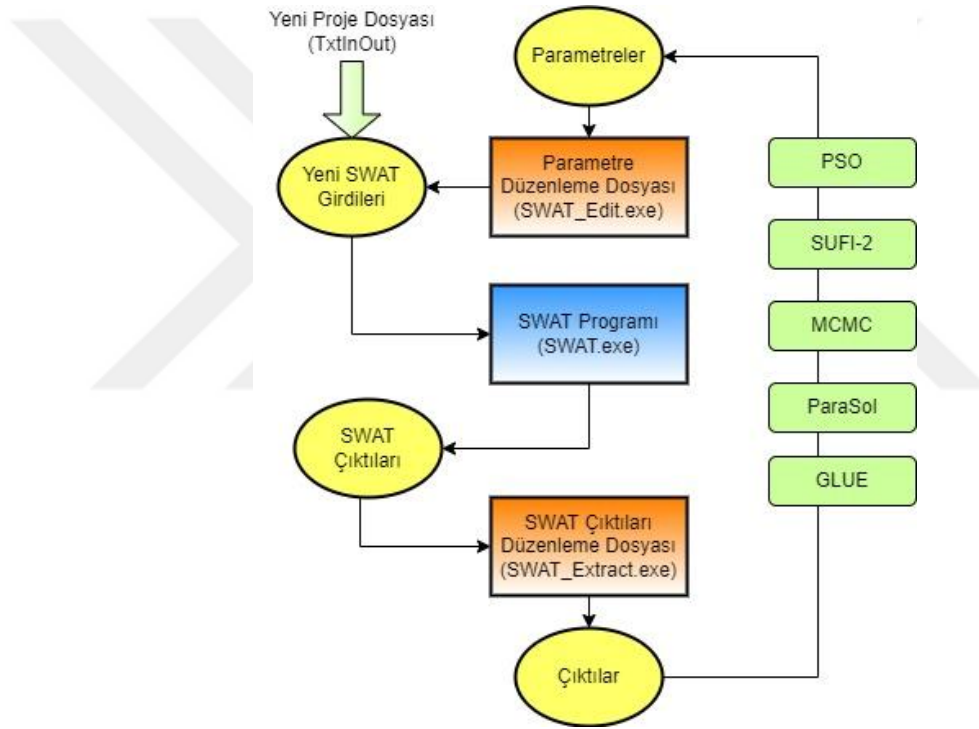 Yeni Proje Dosyası
(TxtInOut)
Parametreler
Yeni SWAT
Girdileri
Parametre
Düzenleme Dosyası
(SWAT_Edit.exe)
PSO
SUFI-2
SWAT Programı
(SWAT.exe)
MCMC
ParaSol
SWAT
Çıktıları
GLUE
SWAT Çıktıları
Düzenleme Dosyası
(SWAT_Extract.exe)
Çıktılar